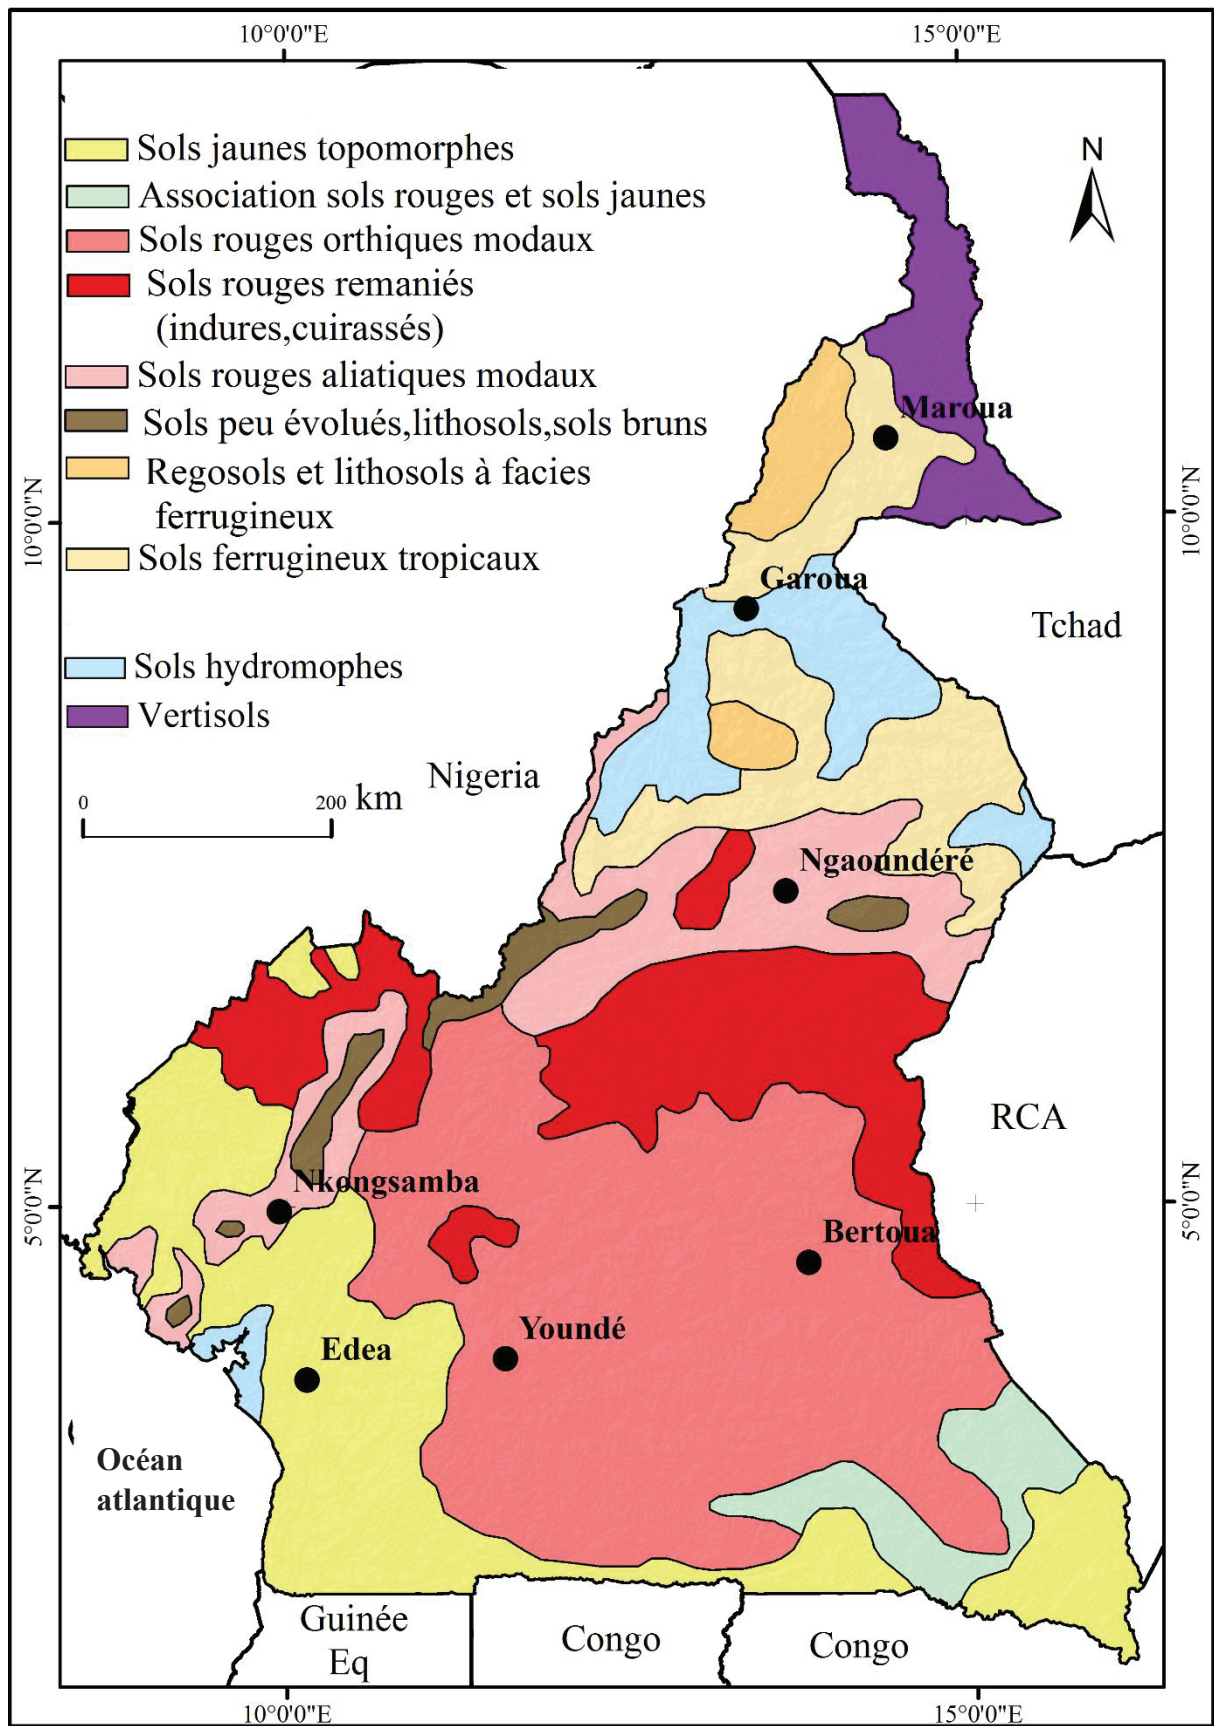 10°0'0"E
15°0'0"E
Sols jaunes topomorphes
Association sols rouges et sols jaunes
Sols rouges orthiques modaux
Sols rouges remaniés
(indures,cuirassés)
Sols rouges aliatiques modaux
Sols peu évolués,lithosols,sols bruns
Regosols et lithosols à facies
ferrugineux
Sols ferrugineux tropicaux
Sols hydromophes
Vertisols
0
200 km
N
10°0'0"N
10°0'0"N
Maroua
Garoua
Tchad
Nigeria
Ngaoundéré
RCA
5°0'0"N
5°0'0"N
Nkongsamba
Bertoua
Edea
Youndé
Océan
atlantique
Guinée
Eq
Congo
Congo
10°0'0"E
15°0'0"E